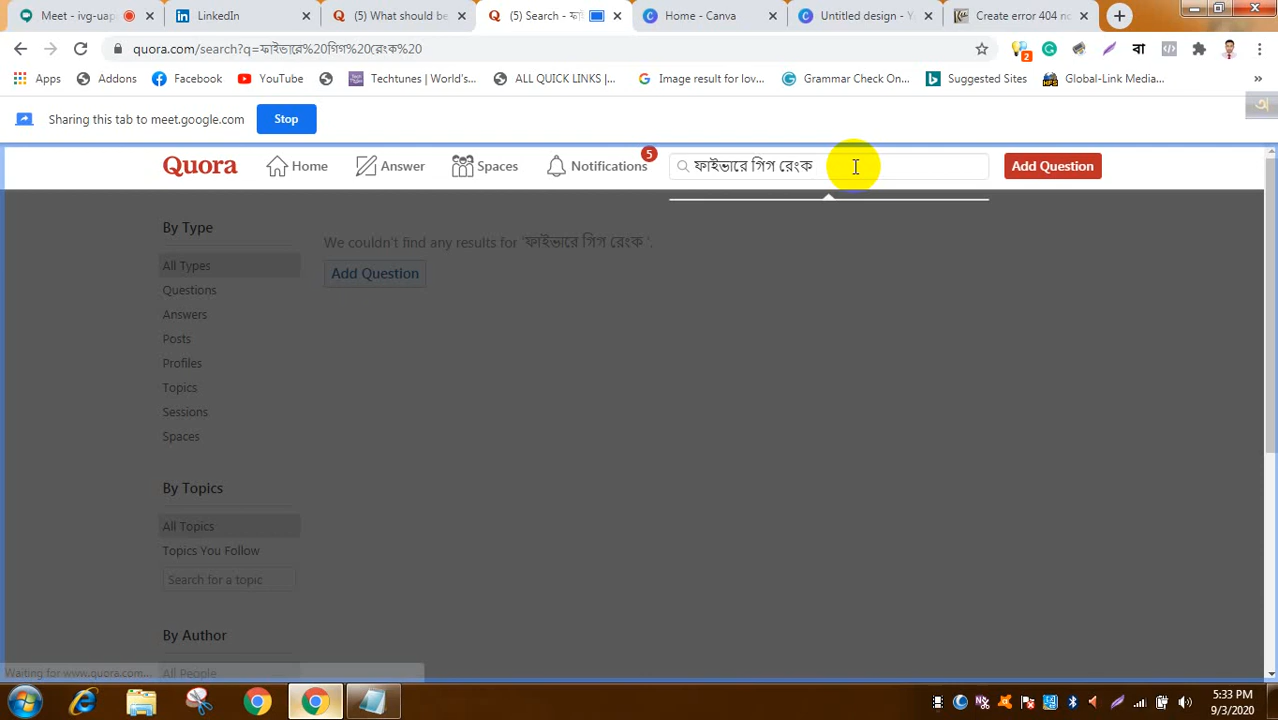 Meet - ivg-uap
LinkedIn
(5) What should be
(5) Search - ফাই
Home - Canva
Untitled design - Y
Create error 404 no
quora.com/search?q=ফাইভারে%20গিগ%20রেংক%20
2
বা
Apps
Addons
Facebook
YouTube
Techtunes | World's...
ALL QUICK LINKS |...
Image result for lov...
Grammar Check On...
Suggested Sites
Global-Link Media...
»
Sharing this tab to meet.google.com
Stop
অ
Quora
Home
Answer
Spaces
Notifications
5
ফাইভারে গিগ রেংক
Add Question
By Type
We couldn't find any results for 'ফাইভারে গিগ রেংক '.
All Types
Add Question
Questions
Answers
Posts
Profiles
Topics
Sessions
Spaces
By Topics
All Topics
Topics You Follow
Search for a topic
By Author
All People
Waiting for www.quora.com...
5:33 PM
9/3/2020